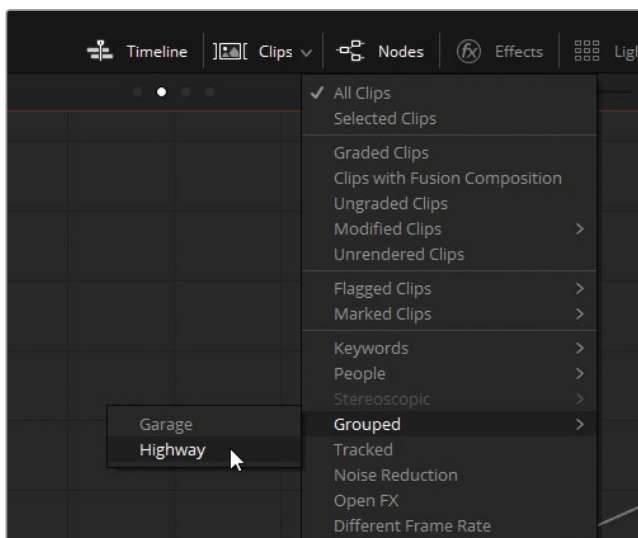 Timeline Clips Nodes Effects
All Clips
Selected Clips
Graded Clips
Clips with Fusion Composition
Ungraded Clips
Modified Clips
Unrendered Clips
Flagged Clips
Marked Clips
Keywords
People
Stereoscopic
Garage
Grouped
Highway
Tracked
Noise Reduction
Open FX
Different Frame Rate